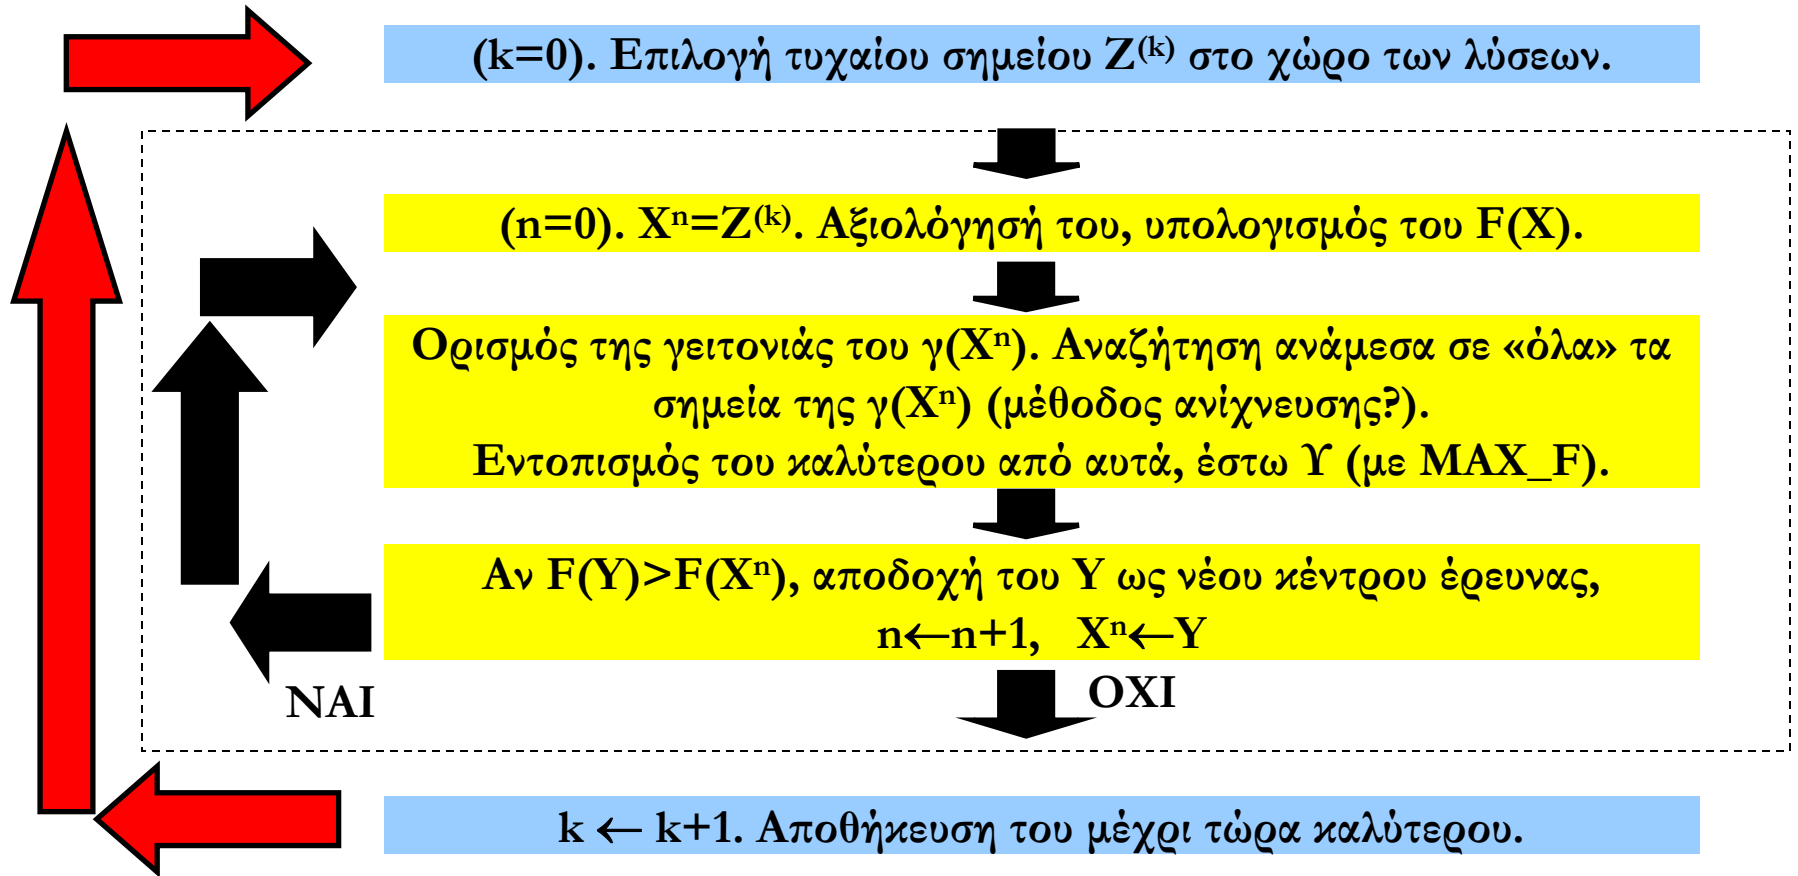 (k=0). Επιλογή τυχαίου σημείου Z⁽ᵏ⁾ στο χώρο των λύσεων.
(n=0). Xⁿ=Z⁽ᵏ⁾. Αξιολόγησή του, υπολογισμός του F(X).
Ορισμός της γειτονιάς του γ(Xⁿ). Αναζήτηση ανάμεσα σε «όλα» τα
σημεία της γ(Xⁿ) (μέθοδος ανίχνευσης?).
Εντοπισμός του καλύτερου από αυτά, έστω ϒ (με MAX_F).
Αν F(Y)>F(Xⁿ), αποδοχή του Y ως νέου κέντρου έρευνας,
n←n+1, Xⁿ←Y
ΝΑΙ
ΟΧΙ
k ← k+1. Αποθήκευση του μέχρι τώρα καλύτερου.